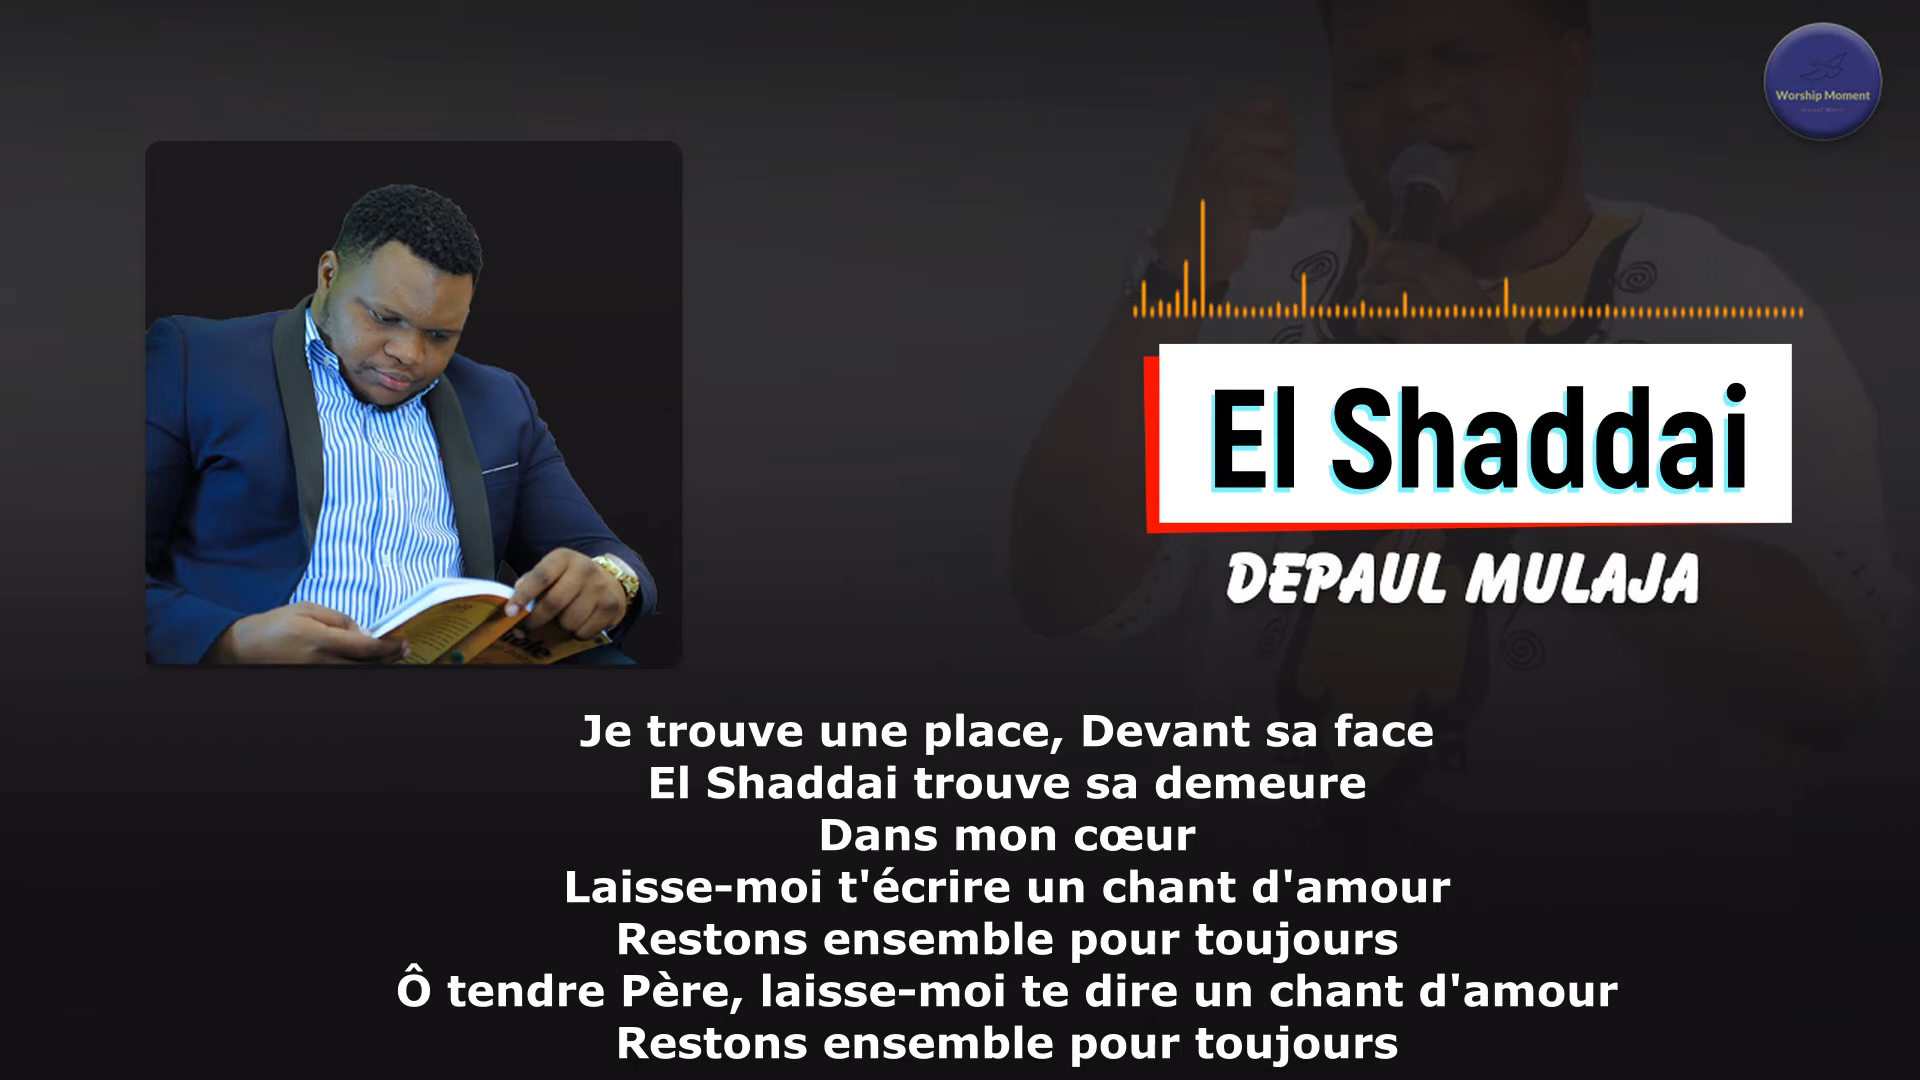 Worship Moment
El Shaddai
DEPAUL MULAJA
Je trouve une place, Devant sa face
El Shaddai trouve sa demeure
Dans mon cœur
Laisse-moi t'écrire un chant d'amour
Restons ensemble pour toujours
Ô tendre Père, laisse-moi te dire un chant d'amour
Restons ensemble pour toujours